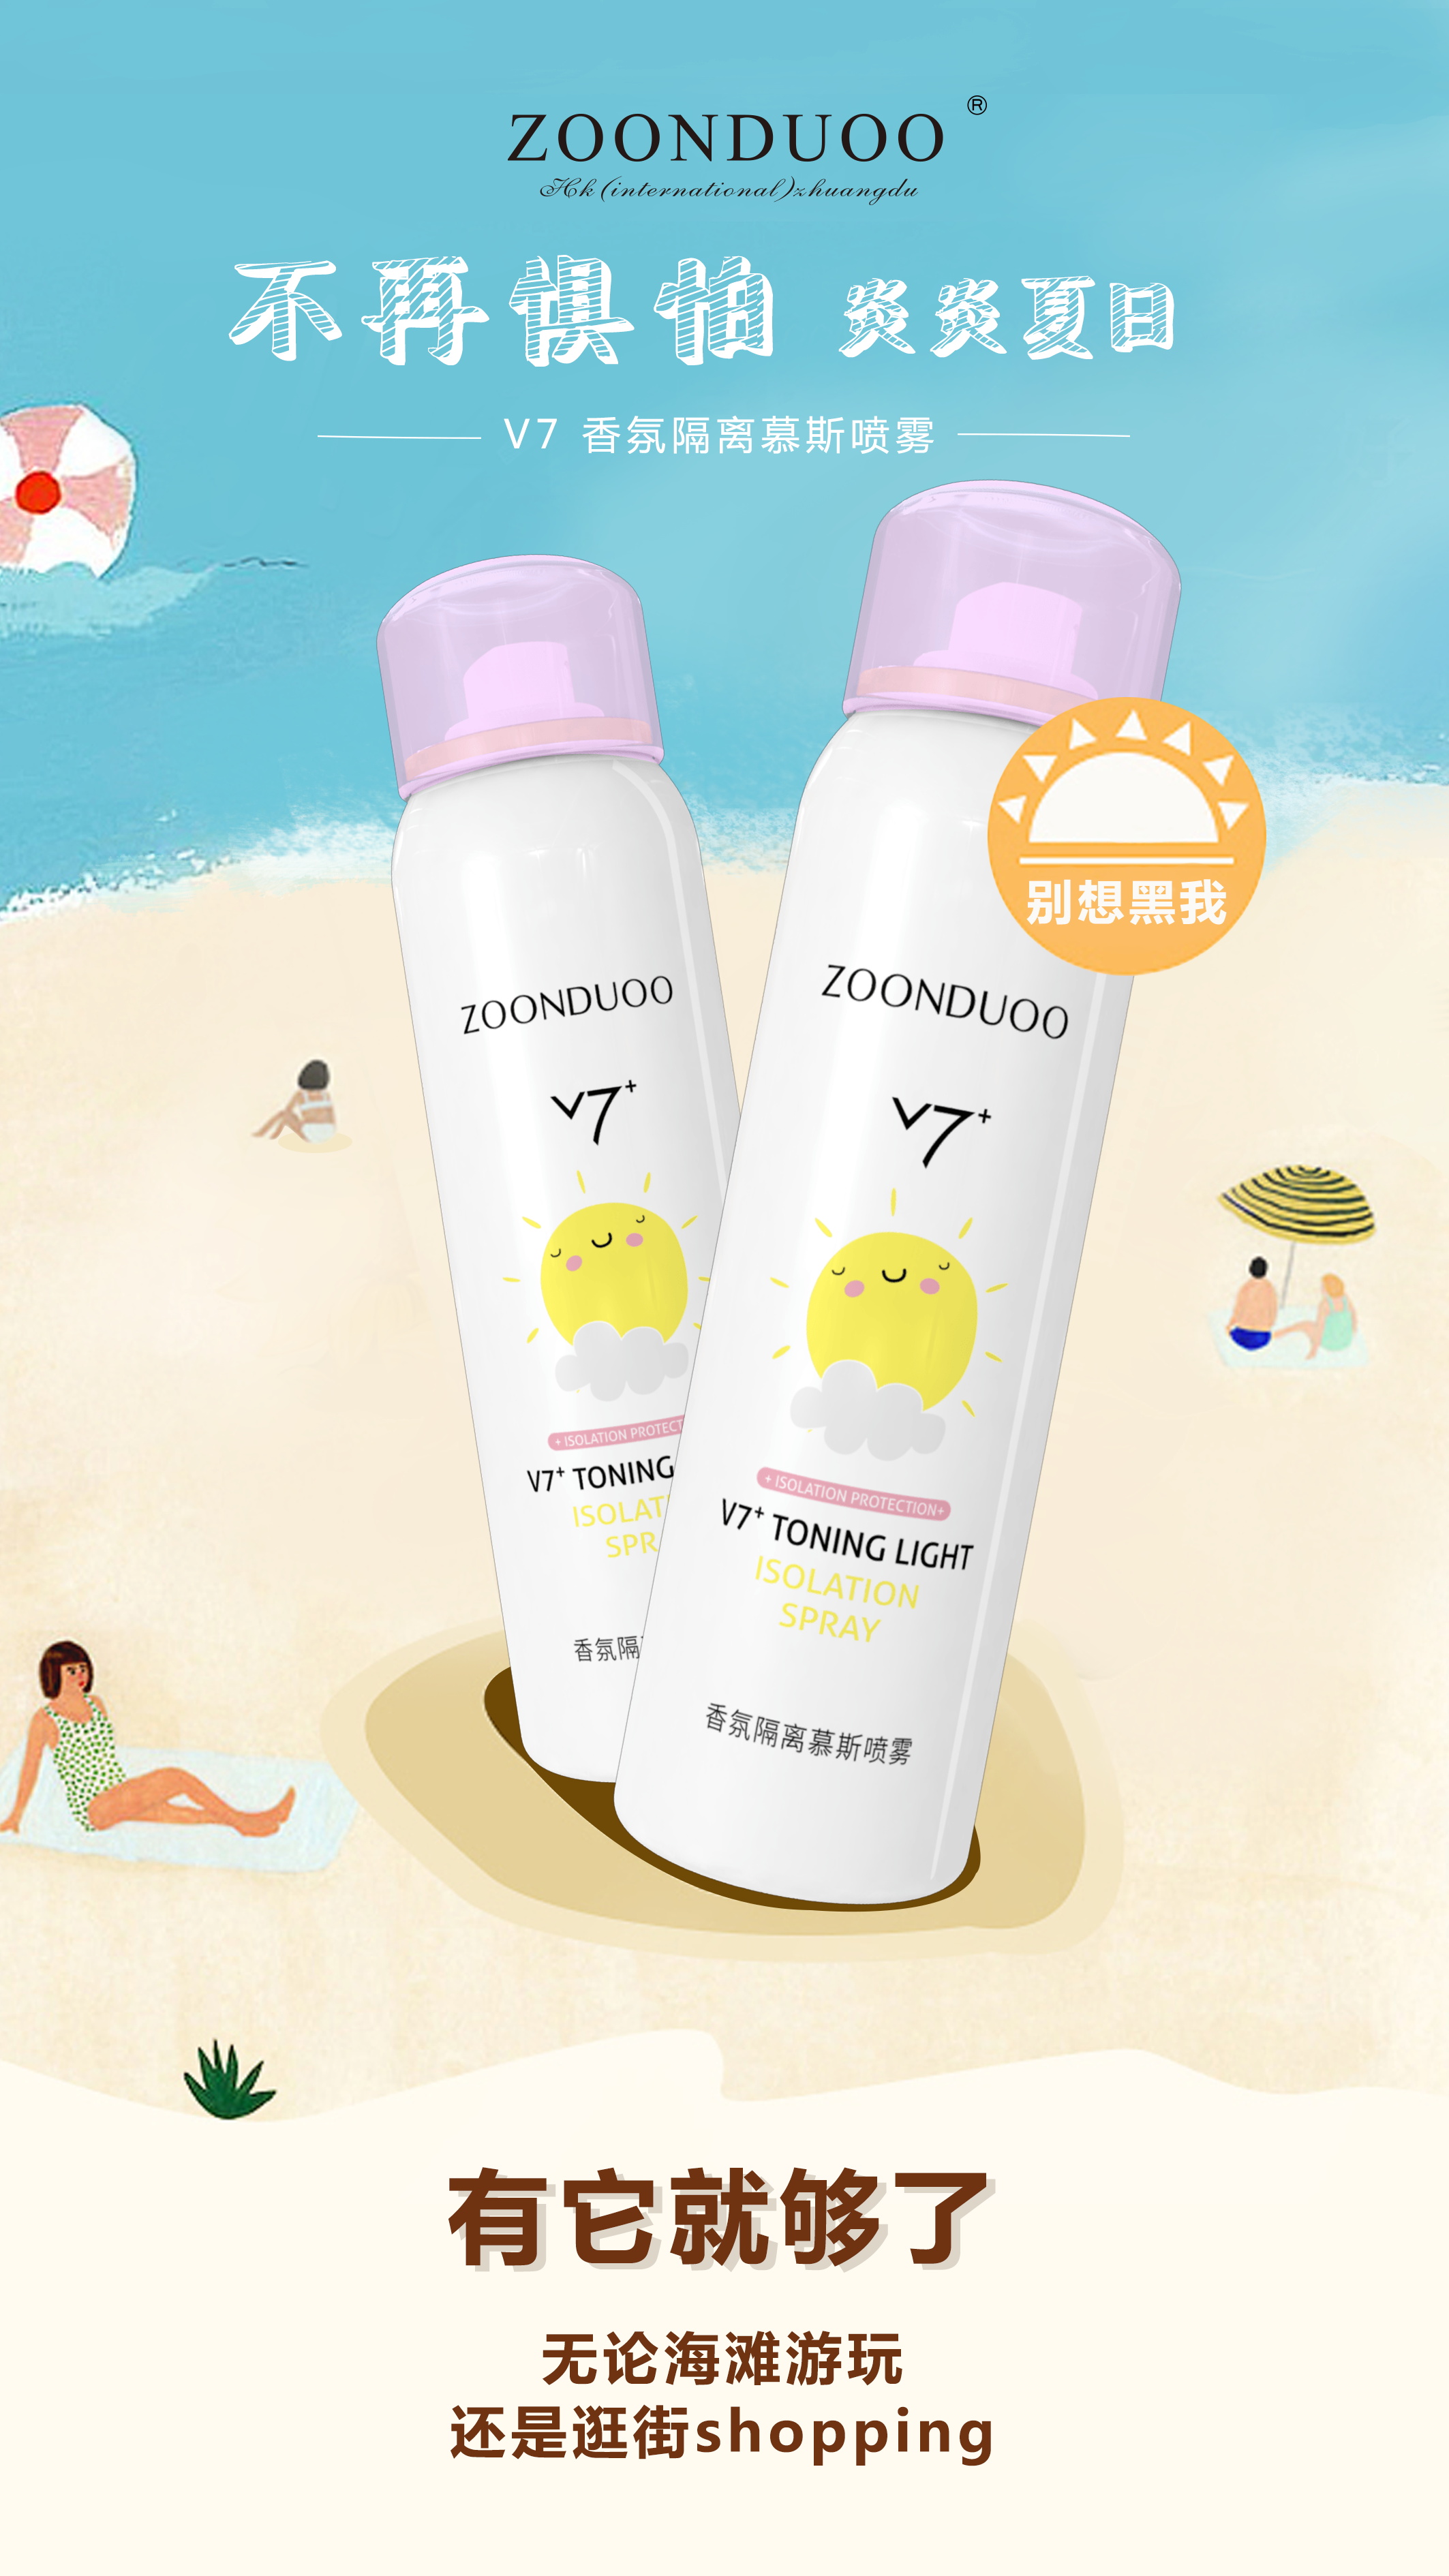 ZOONDUOO ®
Hk (international) zhuangdu
不再惧怕 炎炎夏日
V7 香氛隔离慕斯喷雾
别想黑我
ZOONDUOO
V7+
+ ISOLATION PROTECT
V7+ TONING
ISOLATI
SPR
香氛隔
ZOONDUOO
V7+
+ ISOLATION PROTECTION+
V7+ TONING LIGHT
ISOLATION
SPRAY
香氛隔离慕斯喷雾
有它就够了
无论海滩游玩
还是逛街shopping